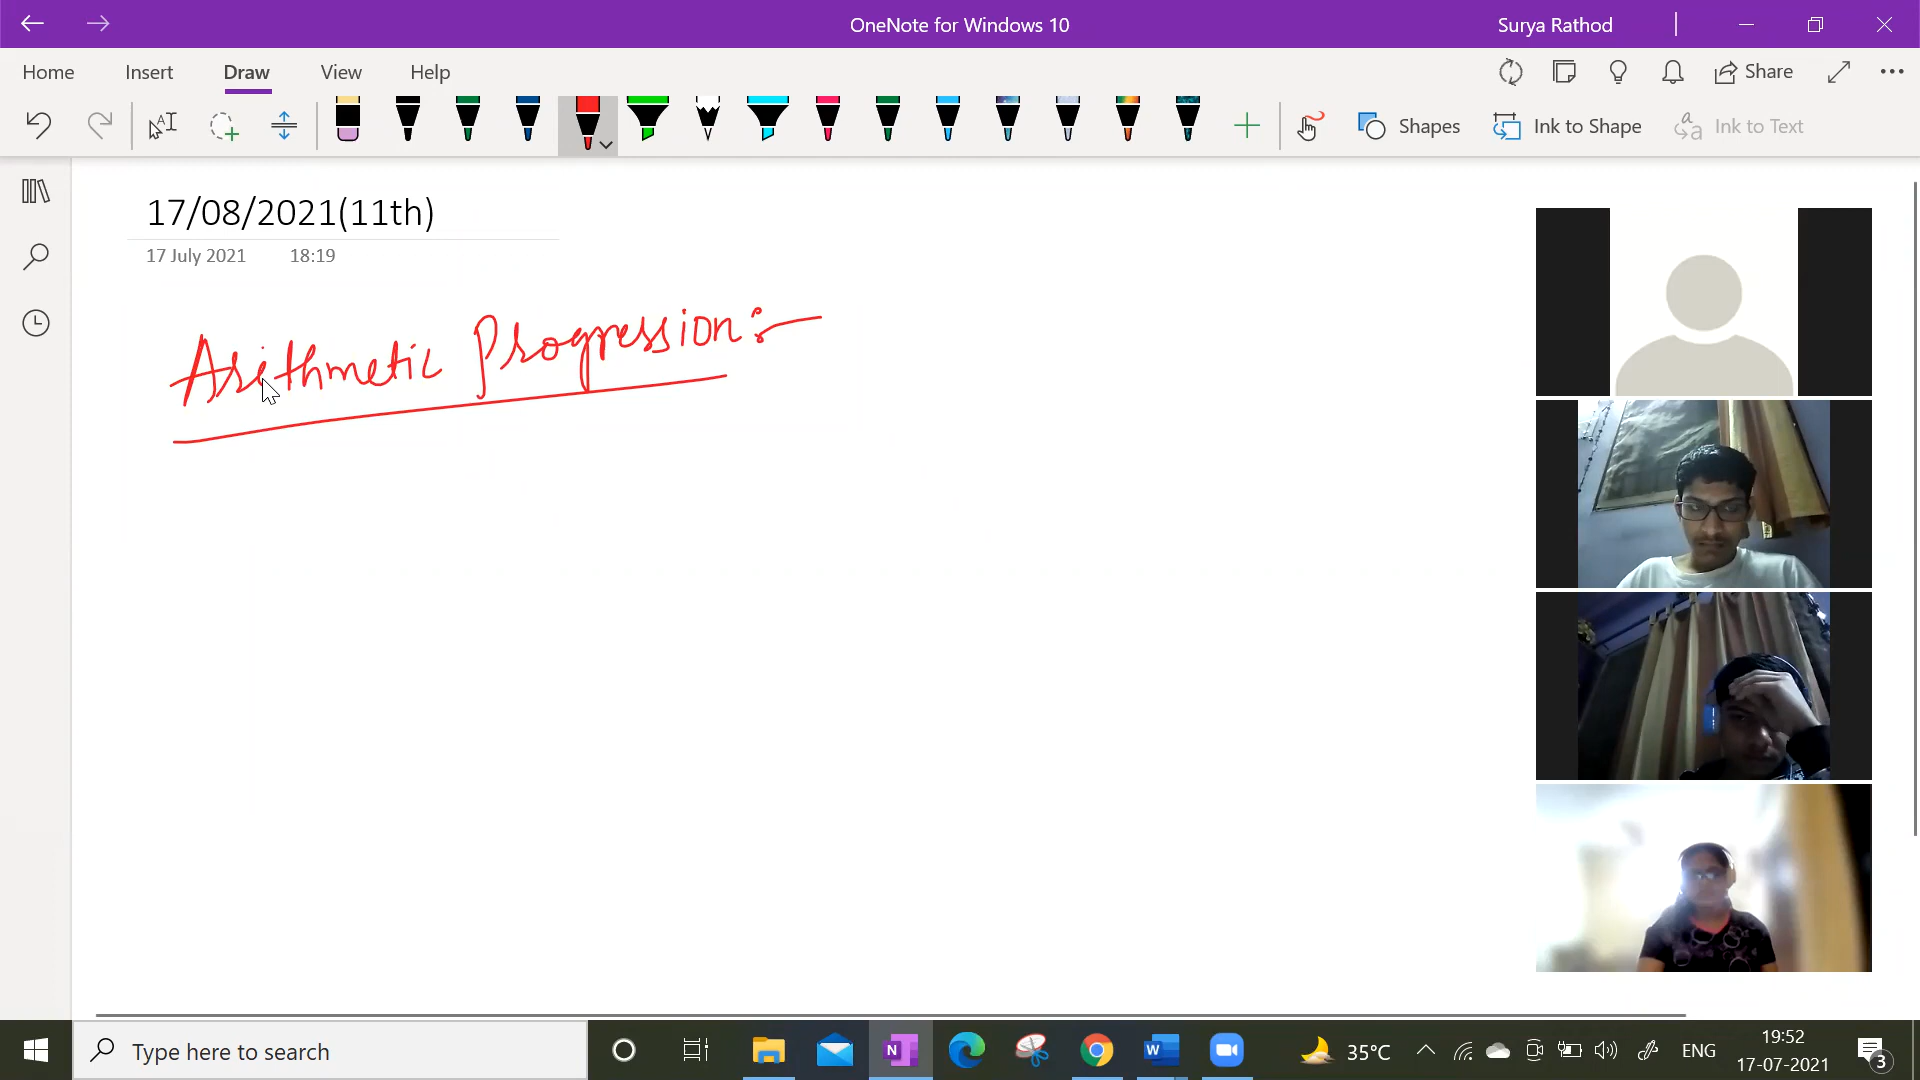 OneNote for Windows 10
Surya Rathod
Home Insert Draw View Help
Share
Shapes Ink to Shape Ink to Text
17/08/2021(11th)
17 July 2021 18:19
Arithmetic Progression:-
Type here to search
35°C
ENG
19:52
17-07-2021
3